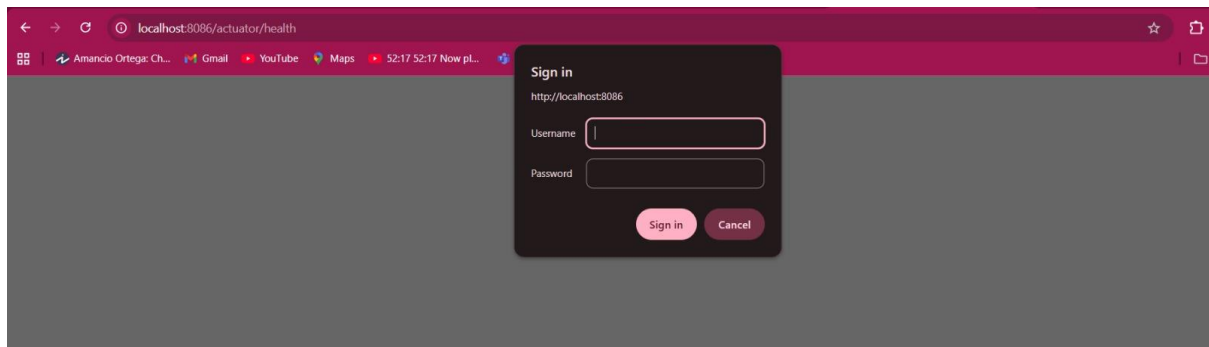 localhost:8086/actuator/health
Amancio Ortega: Ch... Gmail YouTube Maps 52:17 52:17 Now pl...
Sign in
http://localhost:8086
Username
Password
Sign in Cancel